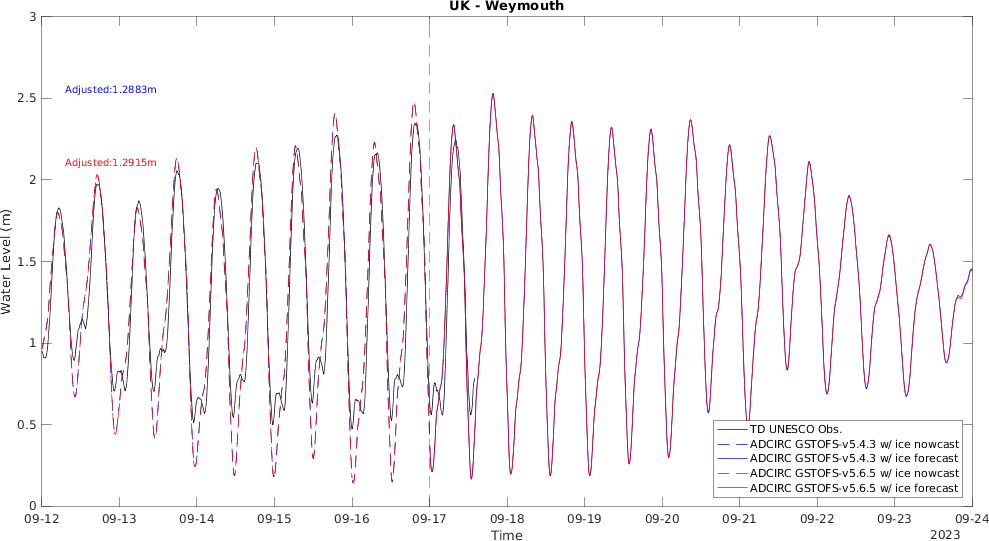 UK - Weymouth
3
2.5
2
1.5
1
0.5
0
Water Level (m)
Adjusted:1.2883m
Adjusted:1.2915m
TD UNESCO Obs.
ADCIRC GSTOFS-v5.4.3 w/ ice nowcast
ADCIRC GSTOFS-v5.4.3 w/ ice forecast
ADCIRC GSTOFS-v5.6.5 w/ ice nowcast
ADCIRC GSTOFS-v5.6.5 w/ ice forecast
09-12 09-13 09-14 09-15 09-16 09-17 09-18 09-19 09-20 09-21 09-22 09-23 09-24
Time
2023